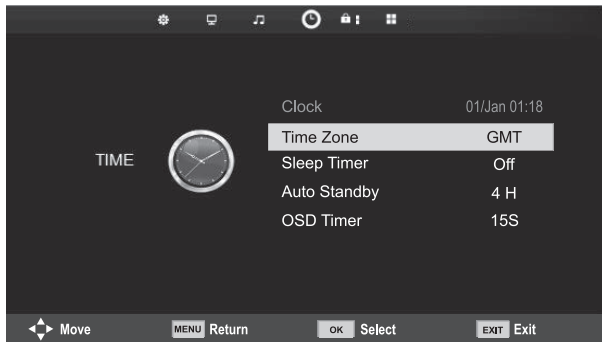 Clock 01/Jan 01:18
Time Zone GMT
TIME
Sleep Timer Off
Auto Standby 4 H
OSD Timer 15S
Move MENU Return OK Select EXIT Exit